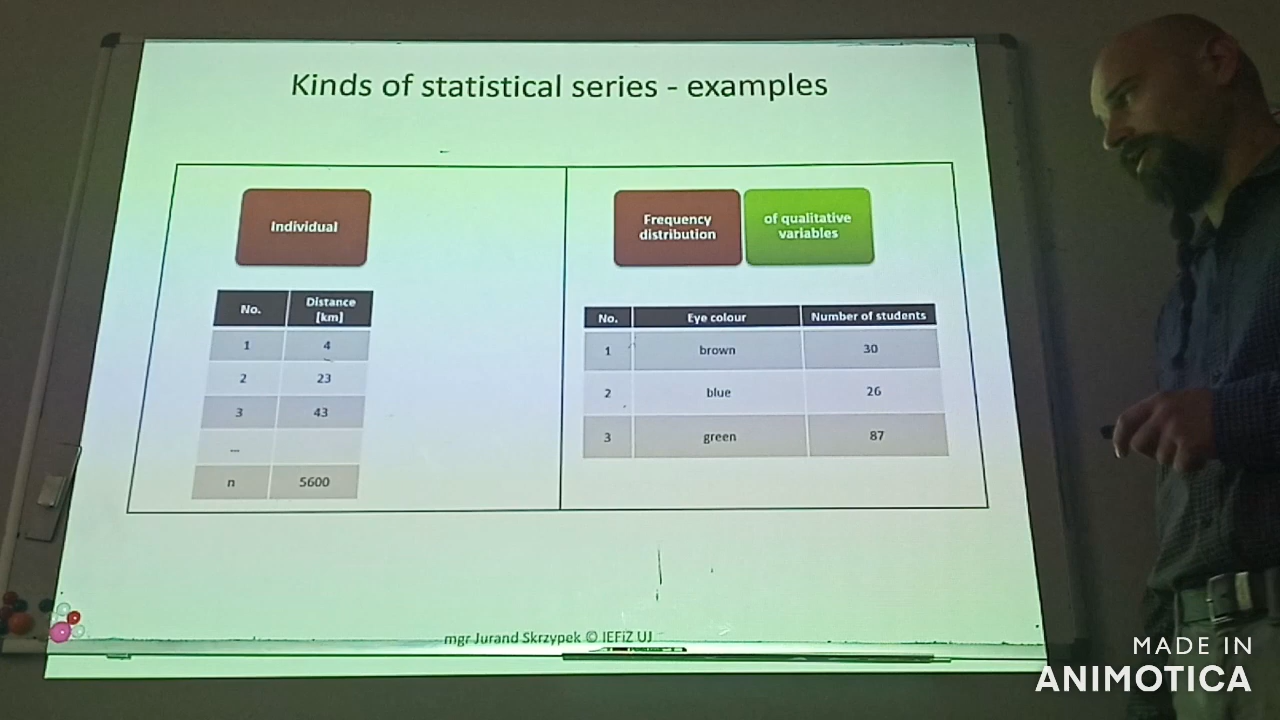 Kinds of statistical series - examples
Individual
No. Distance [km]
1 4
2 23
3 43
...
n 5600
Frequency distribution
of qualitative variables
No. Eye colour Number of students
1 brown 30
2 blue 26
3 green 87
mgr Jurand Skrzypek © IEFiZ UJ
MADE IN
ANIMOTICA